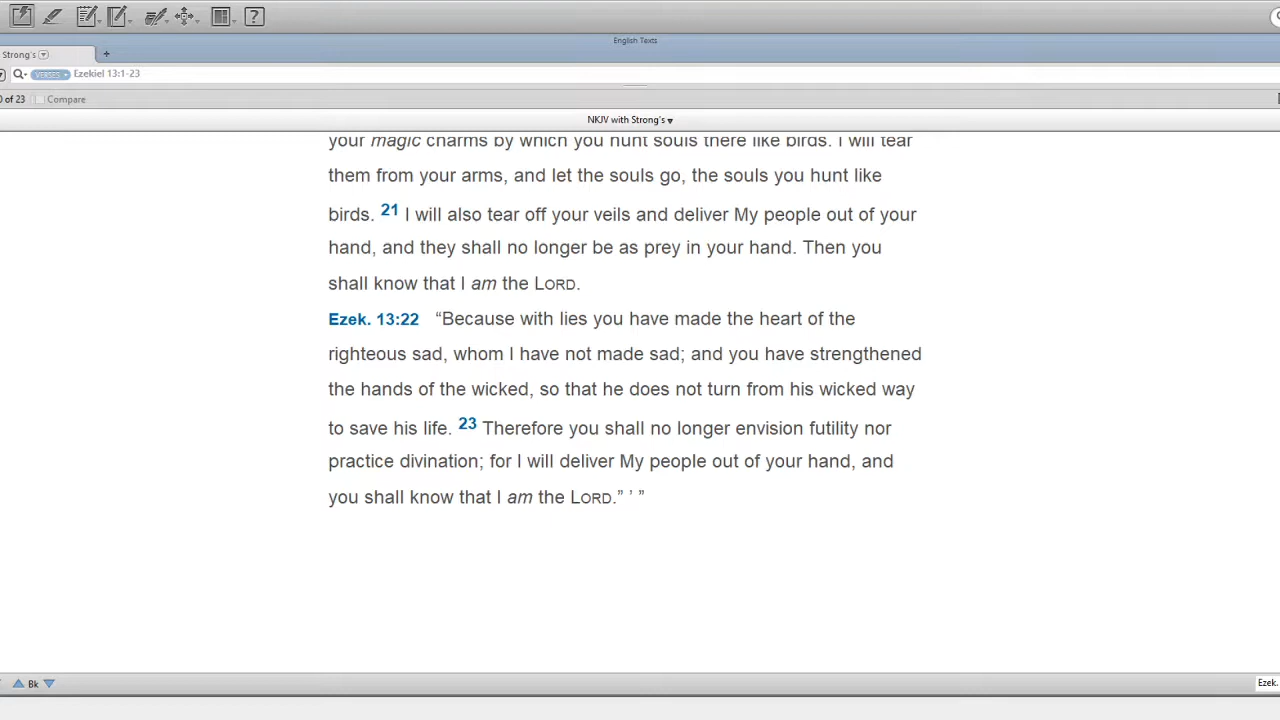 English Texts
Strong's
+
VERSES Ezekiel 13:1-23
of 23 Compare
NKJV with Strong's
your magic charms by which you hunt souls there like birds. I will tear
them from your arms, and let the souls go, the souls you hunt like
birds. 21 I will also tear off your veils and deliver My people out of your
hand, and they shall no longer be as prey in your hand. Then you
shall know that I am the LORD.
Ezek. 13:22 “Because with lies you have made the heart of the
righteous sad, whom I have not made sad; and you have strengthened
the hands of the wicked, so that he does not turn from his wicked way
to save his life. 23 Therefore you shall no longer envision futility nor
practice divination; for I will deliver My people out of your hand, and
you shall know that I am the LORD.” ’ ”
Bk
Ezek.